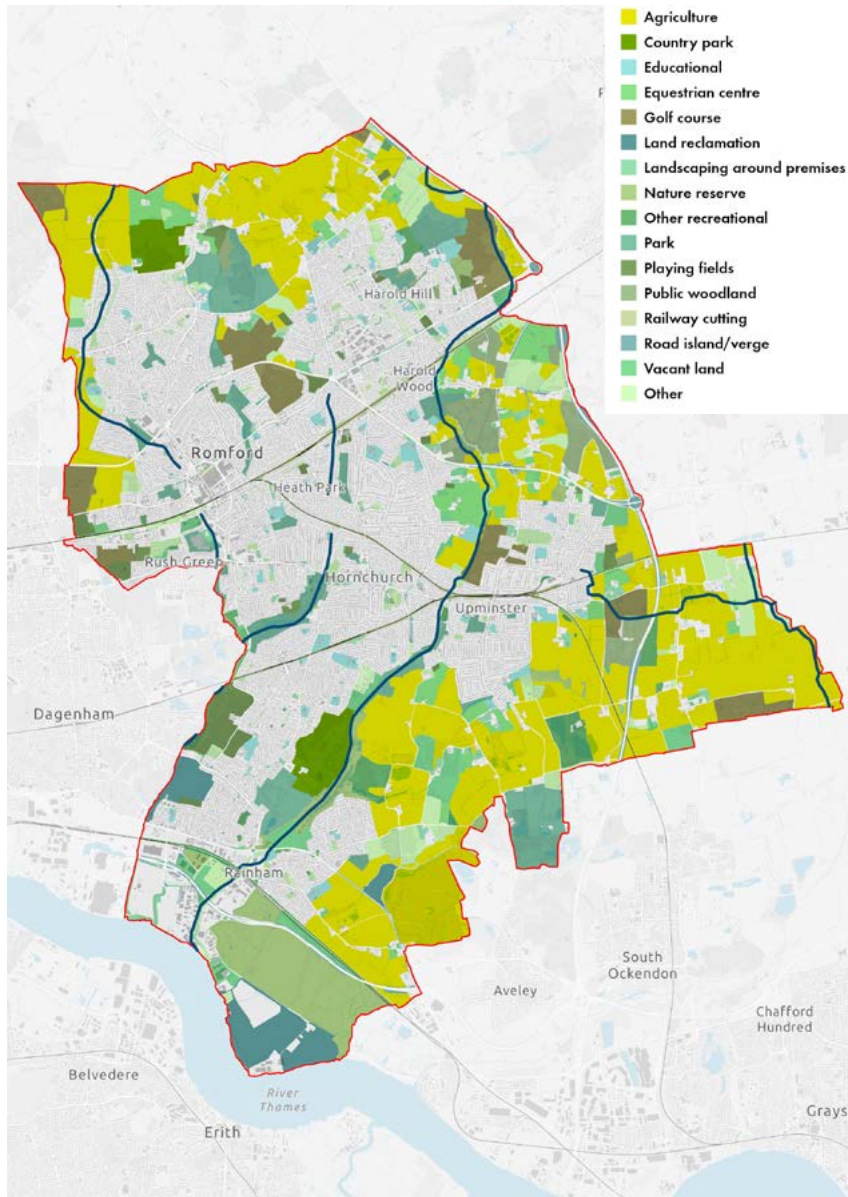 Agriculture
Country park
Educational
Equestrian centre
Golf course
Land reclamation
Landscaping around premises
Nature reserve
Other recreational
Park
Playing fields
Public woodland
Railway cutting
Road island/verge
Vacant land
Other
Harold Hill
Harold
Wood
Romford
Heath Park
Rush Green
Hornchurch
Upminster
Dagenham
Rainham
South
Ockendon
Aveley
Chafford
Hundred
Belvedere
River
Thames
Grays
Erith